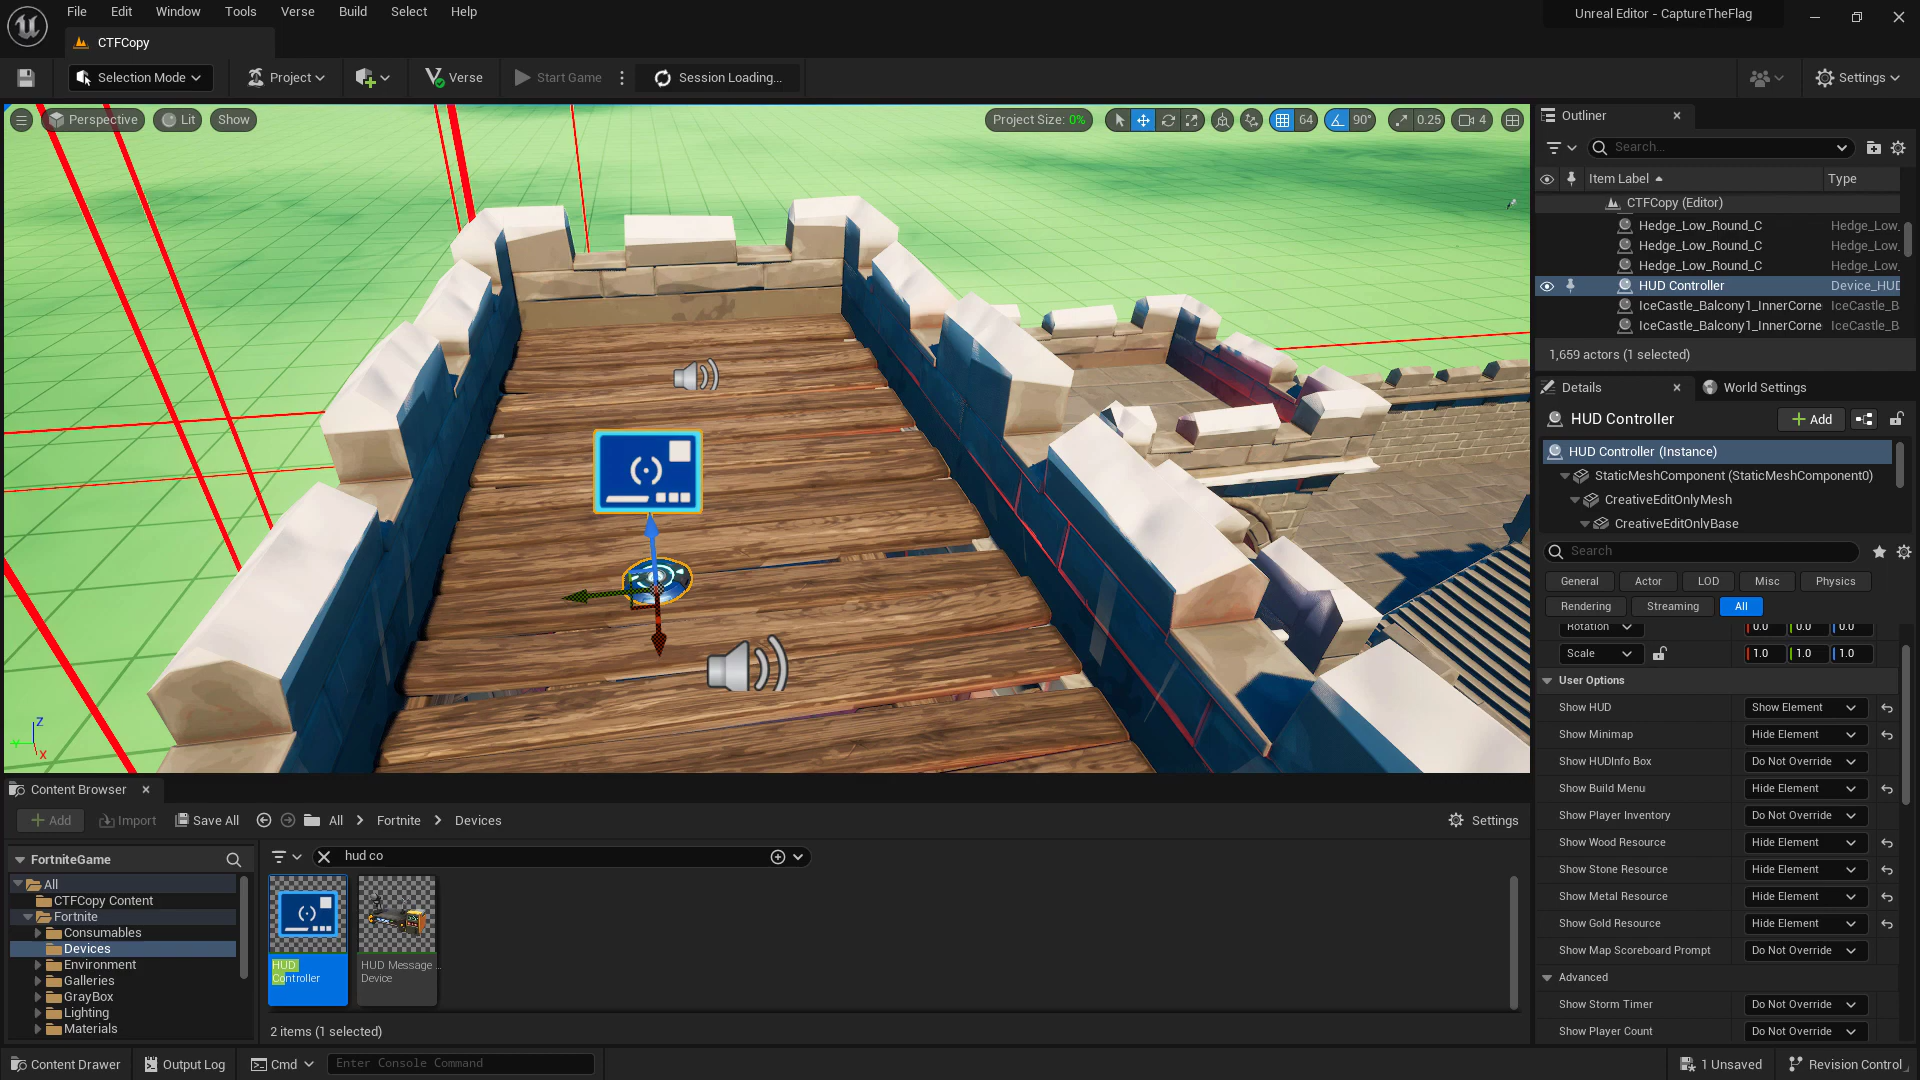 File Edit Window Tools Verse Build Select Help
Unreal Editor - CaptureTheFlag
CTFCopy
Selection Mode
Project
Verse
Start Game
Session Loading...
Settings
Perspective
Lit
Show
Project Size: 0%
64
90°
0.25
4
Outliner
Search...
Item Label
Type
CTFCopy (Editor)
Hedge_Low_Round_C Hedge_Low_
Hedge_Low_Round_C Hedge_Low_
Hedge_Low_Round_C Hedge_Low_
HUD Controller Device_HUD
IceCastle_Balcony1_InnerCorne IceCastle_B
IceCastle_Balcony1_InnerCorne IceCastle_B
1,659 actors (1 selected)
Details
World Settings
HUD Controller
Add
HUD Controller (Instance)
StaticMeshComponent (StaticMeshComponent0)
CreativeEditOnlyMesh
CreativeEditOnlyBase
Search
General Actor LOD Misc Physics
Rendering Streaming All
Rotation 0.0 0.0 0.0
Scale 1.0 1.0 1.0
User Options
Show HUD Show Element
Show Minimap Hide Element
Show HUDInfo Box Do Not Override
Show Build Menu Hide Element
Show Player Inventory Do Not Override
Show Wood Resource Hide Element
Show Stone Resource Hide Element
Show Metal Resource Hide Element
Show Gold Resource Hide Element
Show Map Scoreboard Prompt Do Not Override
Advanced
Show Storm Timer Do Not Override
Show Player Count Do Not Override
Z
Y
X
Content Browser
Add
Import
Save All
All
Fortnite
Devices
Settings
FortniteGame
All
CTFCopy Content
Fortnite
Consumables
Devices
Environment
Galleries
GrayBox
Lighting
Materials
hud co
HUD
Controller
HUD Message ...
Device
2 items (1 selected)
Content Drawer
Output Log
Cmd
Enter Console Command
1 Unsaved
Revision Control